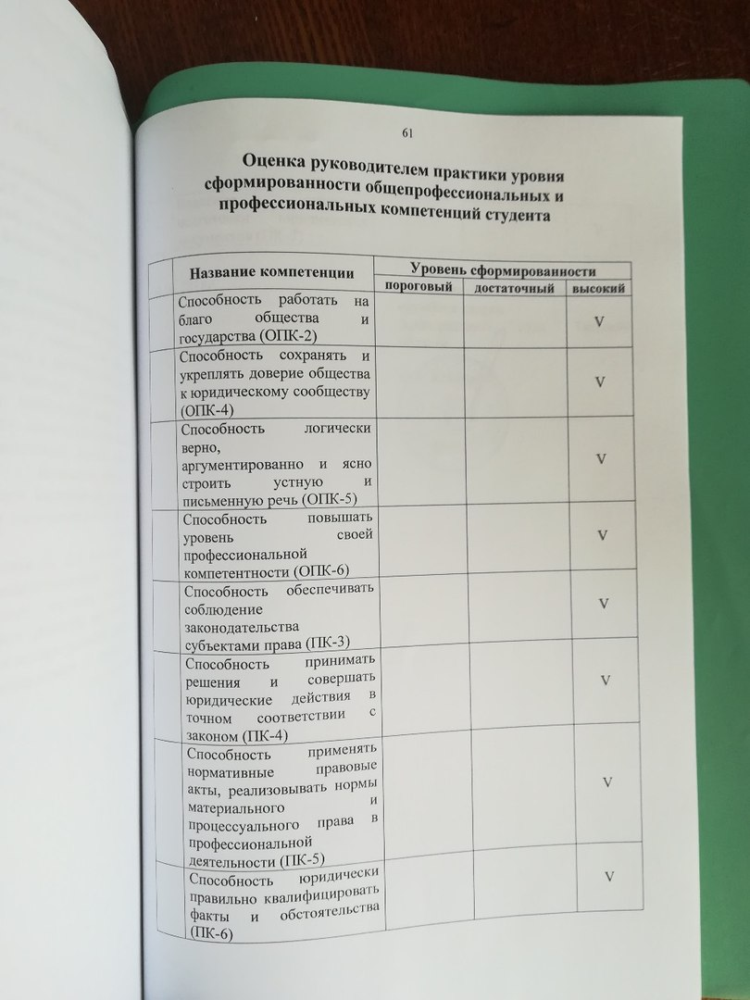 61
Оценка руководителем практики уровня
сформированности общепрофессиональных и
профессиональных компетенций студента
Название компетенции
Уровень сформированности
пороговый достаточный высокий
Способность работать на
благо общества и
государства (ОПК-2)
V
Способность сохранять и
укреплять доверие общества
к юридическому сообществу
(ОПК-4)
V
Способность логически
верно,
аргументированно и ясно
строить устную и
письменную речь (ОПК-5)
V
Способность повышать
уровень своей
профессиональной
компетентности (ОПК-6)
V
Способность обеспечивать
соблюдение
законодательства
субъектами права (ПК-3)
V
Способность принимать
решения и совершать
юридические действия в
точном соответствии с
законом (ПК-4)
V
Способность применять
нормативные правовые
акты, реализовывать нормы
материального и
процессуального права в
профессиональной
деятельности (ПК-5)
V
Способность юридически
правильно квалифицировать
факты и обстоятельства
(ПК-6)
V